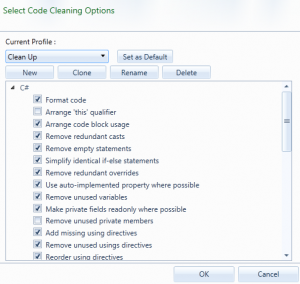 Select Code Cleaning Options
Current Profile :
Clean Up
Set as Default
New
Clone
Rename
Delete
C#
Format code
Arrange 'this' qualifier
Arrange code block usage
Remove redundant casts
Remove empty statements
Simplify identical if-else statements
Remove redundant overrides
Use auto-implemented property where possible
Remove unused variables
Make private fields readonly where possible
Remove unused private members
Add missing using directives
Remove unused usings directives
Reorder using directives
OK
Cancel